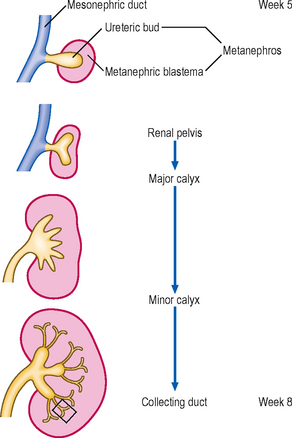 Mesonephric duct
Week 5
Ureteric bud
Metanephros
Metanephric blastema
Renal pelvis
Major calyx
Minor calyx
Collecting duct
Week 8